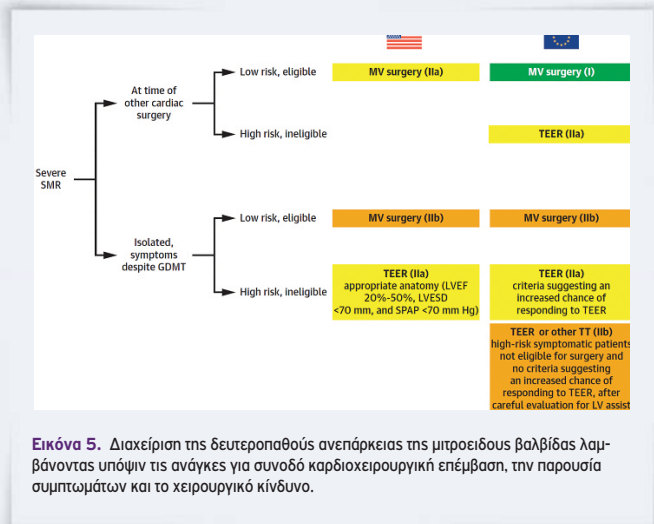 At time of
other cardiac
surgery
Low risk, eligible
MV surgery (IIa)
MV surgery (I)
High risk, ineligible
TEER (IIa)
Severe
SMR
Isolated,
symptoms
despite GDMT
Low risk, eligible
MV surgery (IIb)
MV surgery (IIb)
High risk, ineligible
TEER (IIa)
appropriate anatomy (LVEF
20%-50%, LVESD
<70 mm, and SPAP <70 mm Hg)
TEER (IIa)
criteria suggesting an
increased chance of
responding to TEER
TEER or other TT (IIb)
high-risk symptomatic patients
not eligible for surgery and
no criteria suggesting
an increased chance of
responding to TEER, after
careful evaluation for LV assist
Εικόνα 5. Διαχείριση της δευτεροπαθούς ανεπάρκειας της μιτροειδους βαλβίδας λαμ-
βάνοντας υπόψιν τις ανάγκες για συνοδό καρδιοχειρουργική επέμβαση, την παρουσία
συμπτωμάτων και το χειρουργικό κίνδυνο.